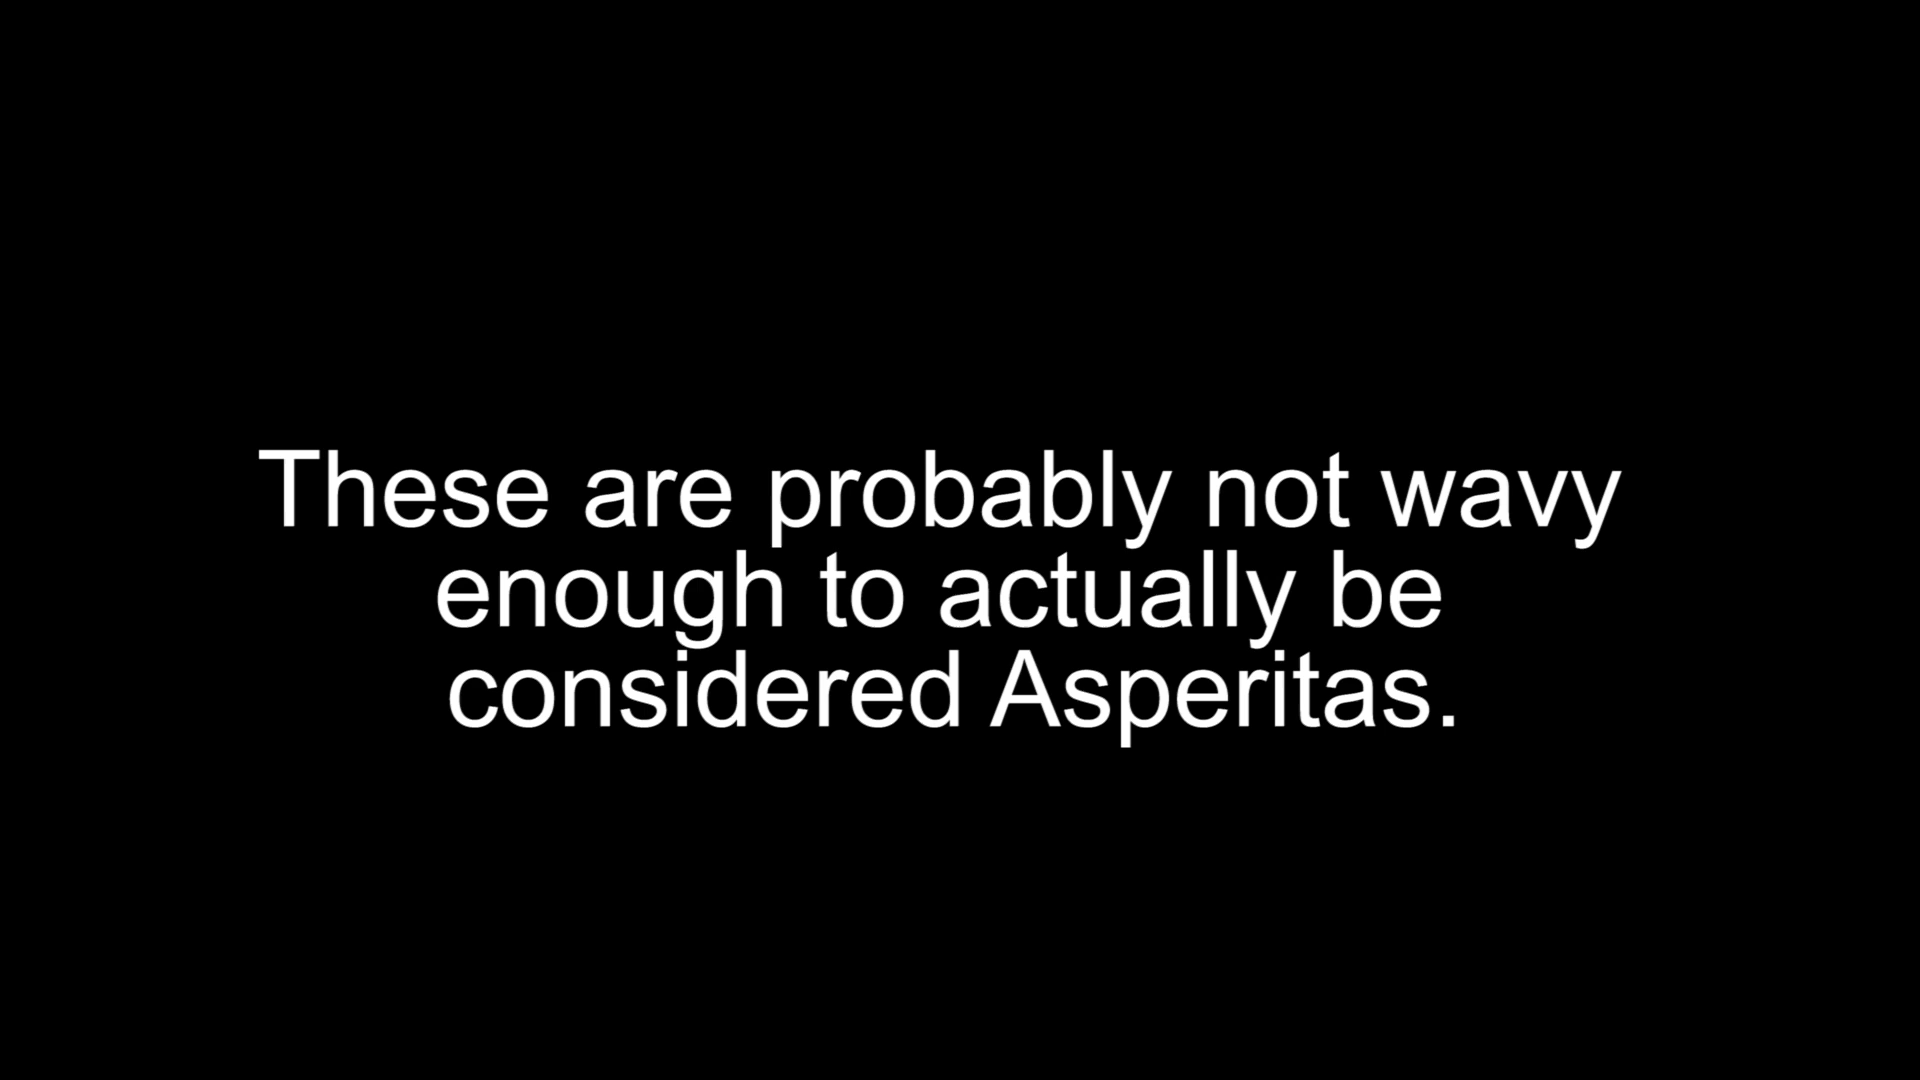 These are probably not wavy
enough to actually be
considered Asperitas.